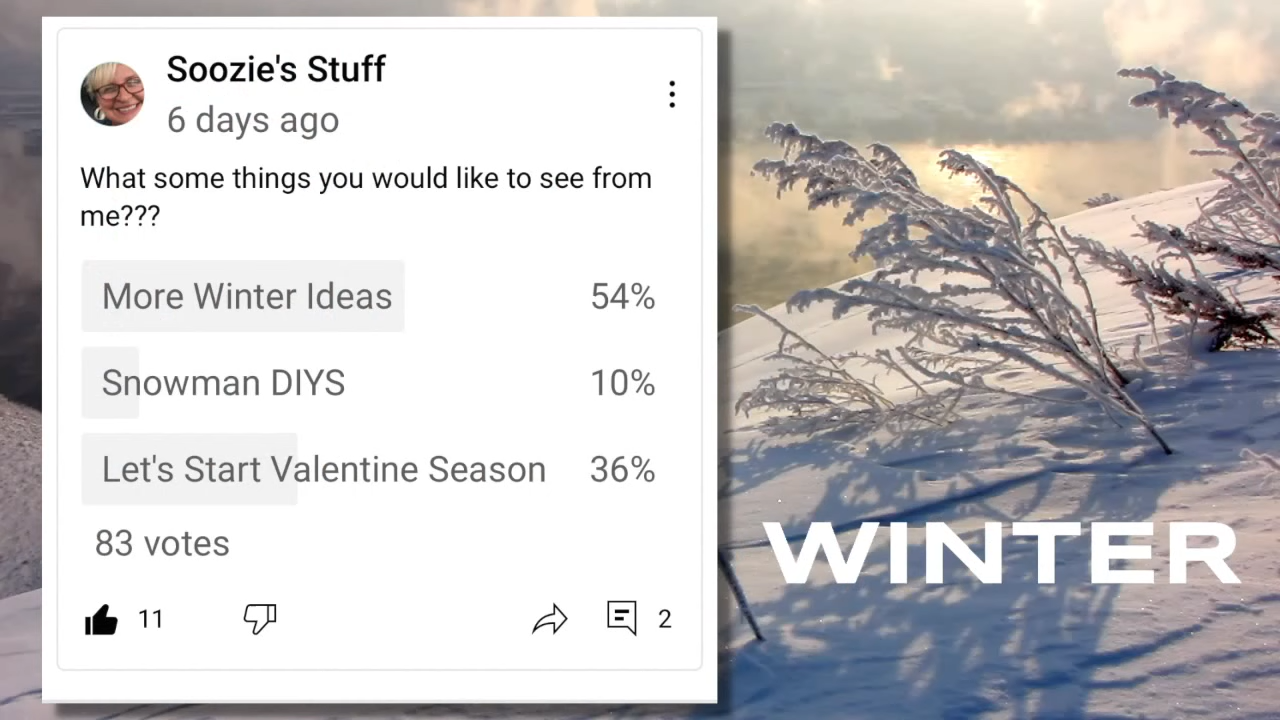 Soozie's Stuff
6 days ago
What some things you would like to see from
me???
More Winter Ideas 54%
Snowman DIYS 10%
Let's Start Valentine Season 36%
83 votes
11 2
WINTER